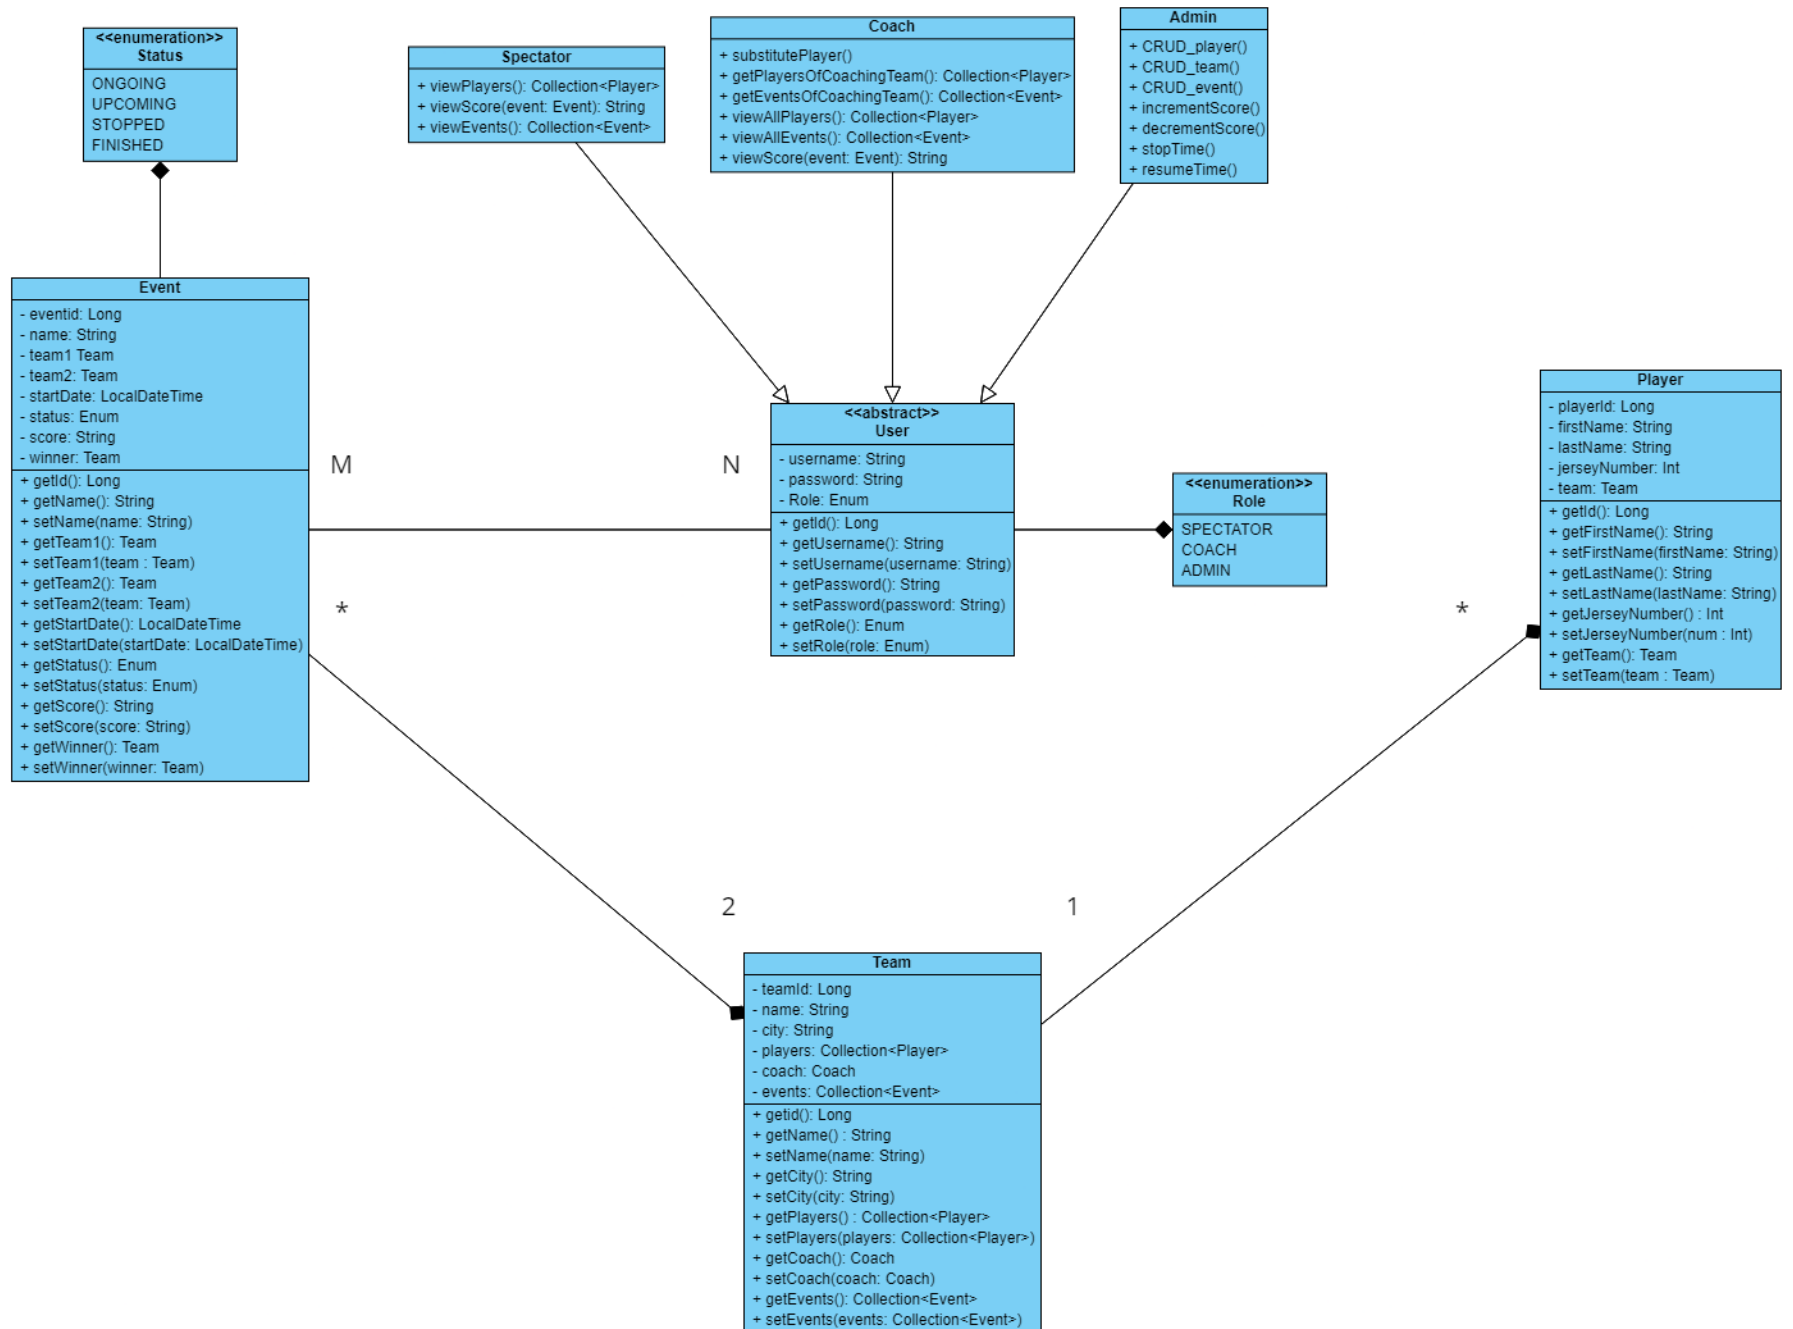 <<enumeration>>
Status
ONGOING
UPCOMING
STOPPED
FINISHED
Spectator
+ viewPlayers(): Collection<Player>
+ viewScore(event: Event): String
+ viewEvents(): Collection<Event>
Coach
+ substitutePlayer()
+ getPlayersOfCoachingTeam(): Collection<Player>
+ getEventsOfCoachingTeam(): Collection<Event>
+ viewAllPlayers(): Collection<Player>
+ viewAllEvents(): Collection<Event>
+ viewScore(event: Event): String
Admin
+ CRUD_player()
+ CRUD_team()
+ CRUD_event()
+ incrementScore()
+ decrementScore()
+ stopTime()
+ resumeTime()
Event
- eventid: Long
- name: String
- team1 Team
- team2: Team
- startDate: LocalDateTime
- status: Enum
- score: String
- winner: Team
+ getId(): Long
+ getName(): String
+ setName(name: String)
+ getTeam1(): Team
+ setTeam1(team : Team)
+ getTeam2(): Team
+ setTeam2(team: Team)
+ getStartDate(): LocalDateTime
+ setStartDate(startDate: LocalDateTime)
+ getStatus(): Enum
+ setStatus(status: Enum)
+ getScore(): String
+ setScore(score: String)
+ getWinner(): Team
+ setWinner(winner: Team)
M
N
*
<<abstract>>
User
- username: String
- password: String
- Role: Enum
+ getId(): Long
+ getUsername(): String
+ setUsername(username: String)
+ getPassword(): String
+ setPassword(password: String)
+ getRole(): Enum
+ setRole(role: Enum)
<<enumeration>>
Role
SPECTATOR
COACH
ADMIN
Player
- playerId: Long
- firstName: String
- lastName: String
- jerseyNumber: Int
- team: Team
+ getId(): Long
+ getFirstName(): String
+ setFirstName(firstName: String)
+ getLastName(): String
+ setLastName(lastName: String)
+ getJerseyNumber() : Int
+ setJerseyNumber(num : Int)
+ getTeam(): Team
+ setTeam(team : Team)
*
2
1
Team
- teamId: Long
- name: String
- city: String
- players: Collection<Player>
- coach: Coach
- events: Collection<Event>
+ getid(): Long
+ getName() : String
+ setName(name: String)
+ getCity(): String
+ setCity(city: String)
+ getPlayers() : Collection<Player>
+ setPlayers(players: Collection<Player>)
+ getCoach(): Coach
+ setCoach(coach: Coach)
+ getEvents(): Collection<Event>
+ setEvents(events: Collection<Event>)